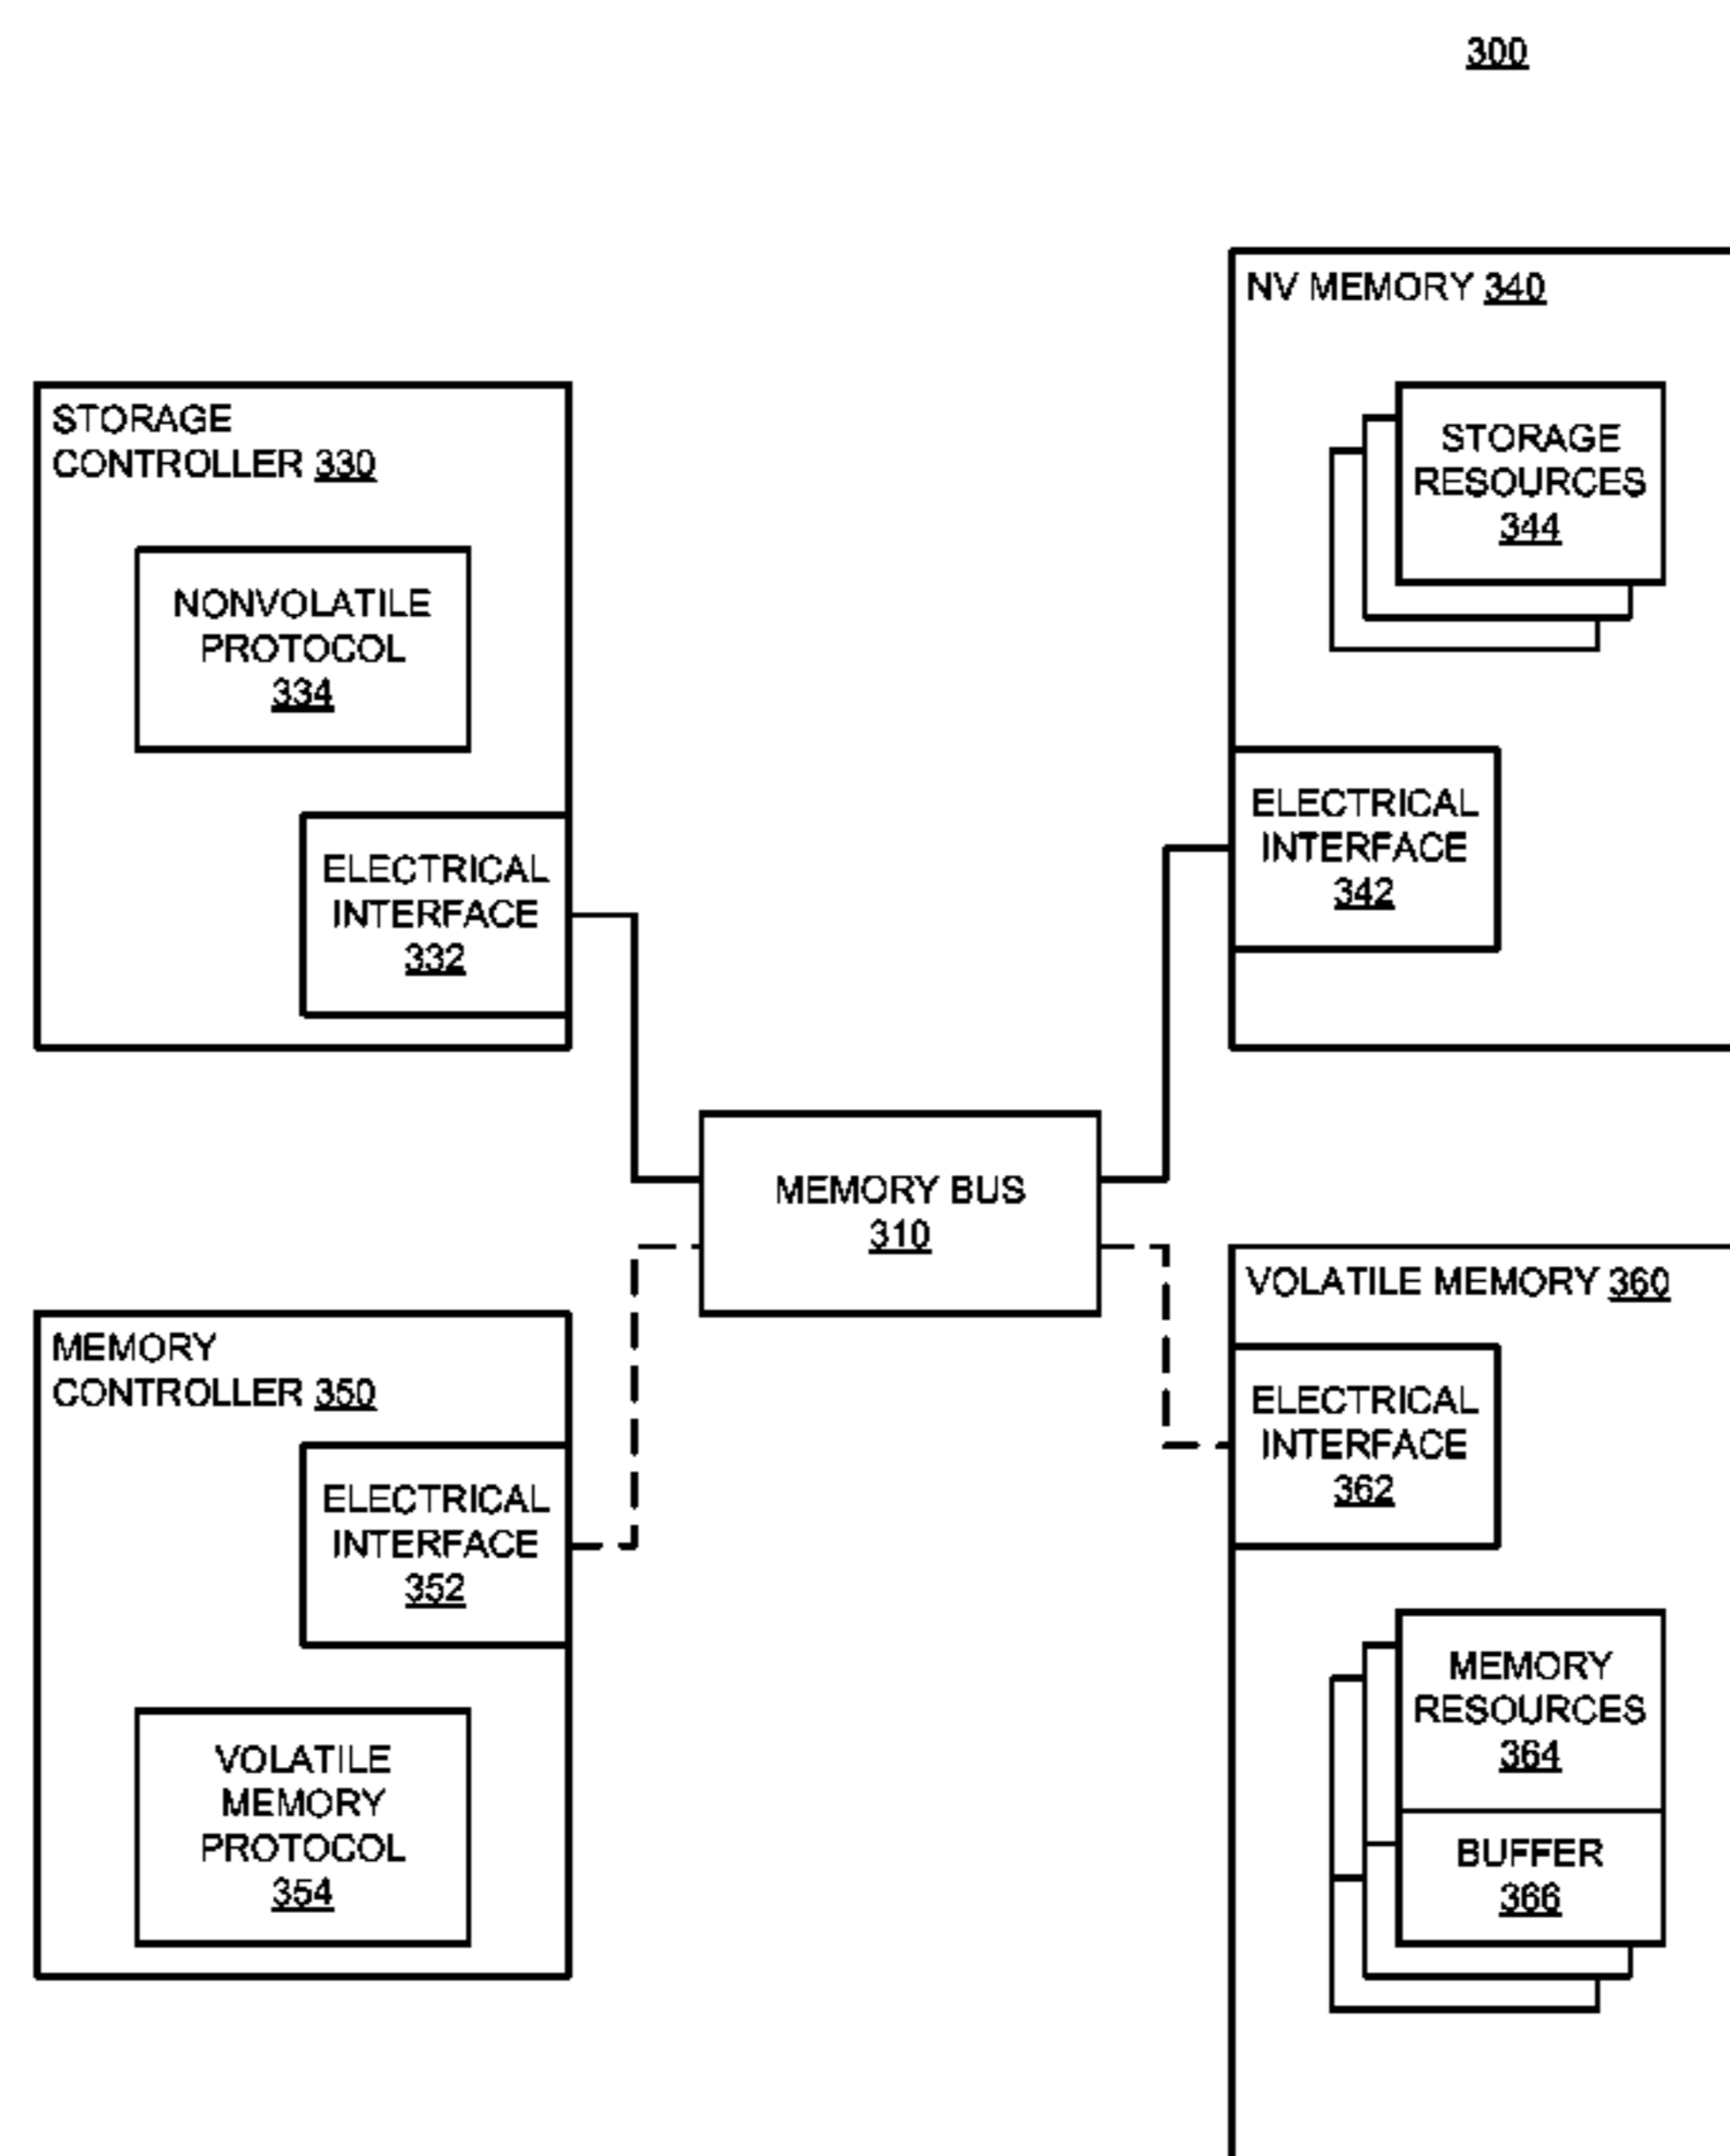 300
NV MEMORY 340
STORAGE
RESOURCES
344
ELECTRICAL
INTERFACE
342
STORAGE
CONTROLLER 330
NONVOLATILE
PROTOCOL
334
ELECTRICAL
INTERFACE
332
MEMORY BUS
310
MEMORY
CONTROLLER 350
ELECTRICAL
INTERFACE
352
VOLATILE
MEMORY
PROTOCOL
354
VOLATILE MEMORY 360
ELECTRICAL
INTERFACE
362
MEMORY
RESOURCES
364
BUFFER
366